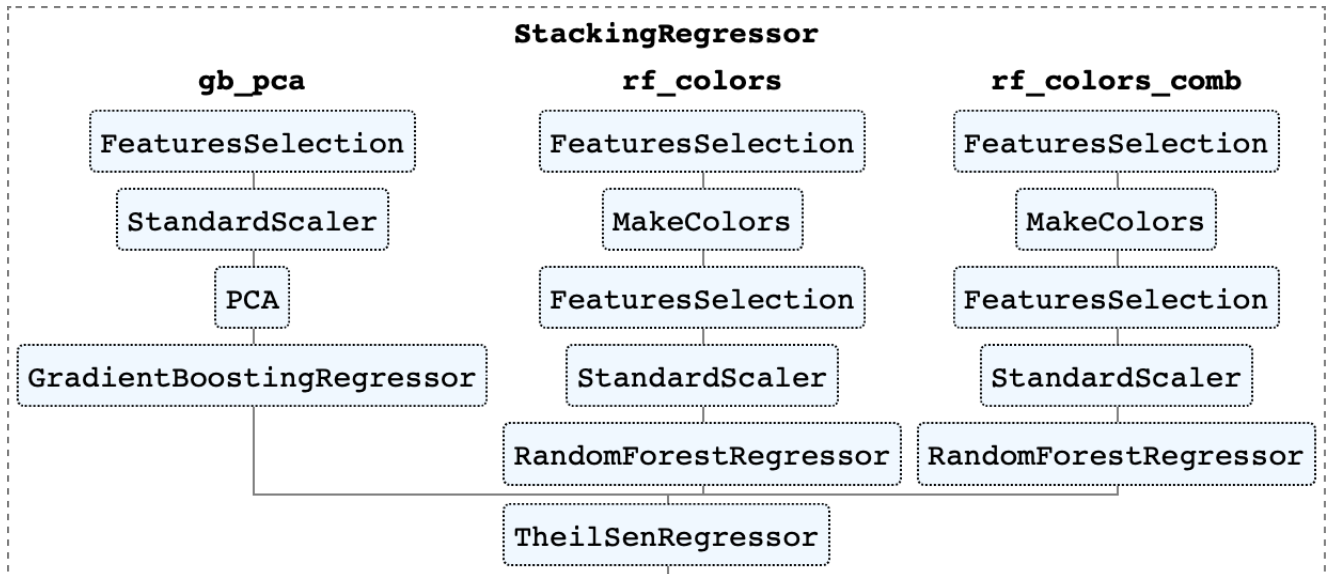 StackingRegressor
gb_pca rf_colors rf_colors_comb
FeaturesSelection FeaturesSelection FeaturesSelection
StandardScaler MakeColors MakeColors
PCA FeaturesSelection FeaturesSelection
GradientBoostingRegressor StandardScaler StandardScaler
RandomForestRegressor RandomForestRegressor
TheilSenRegressor